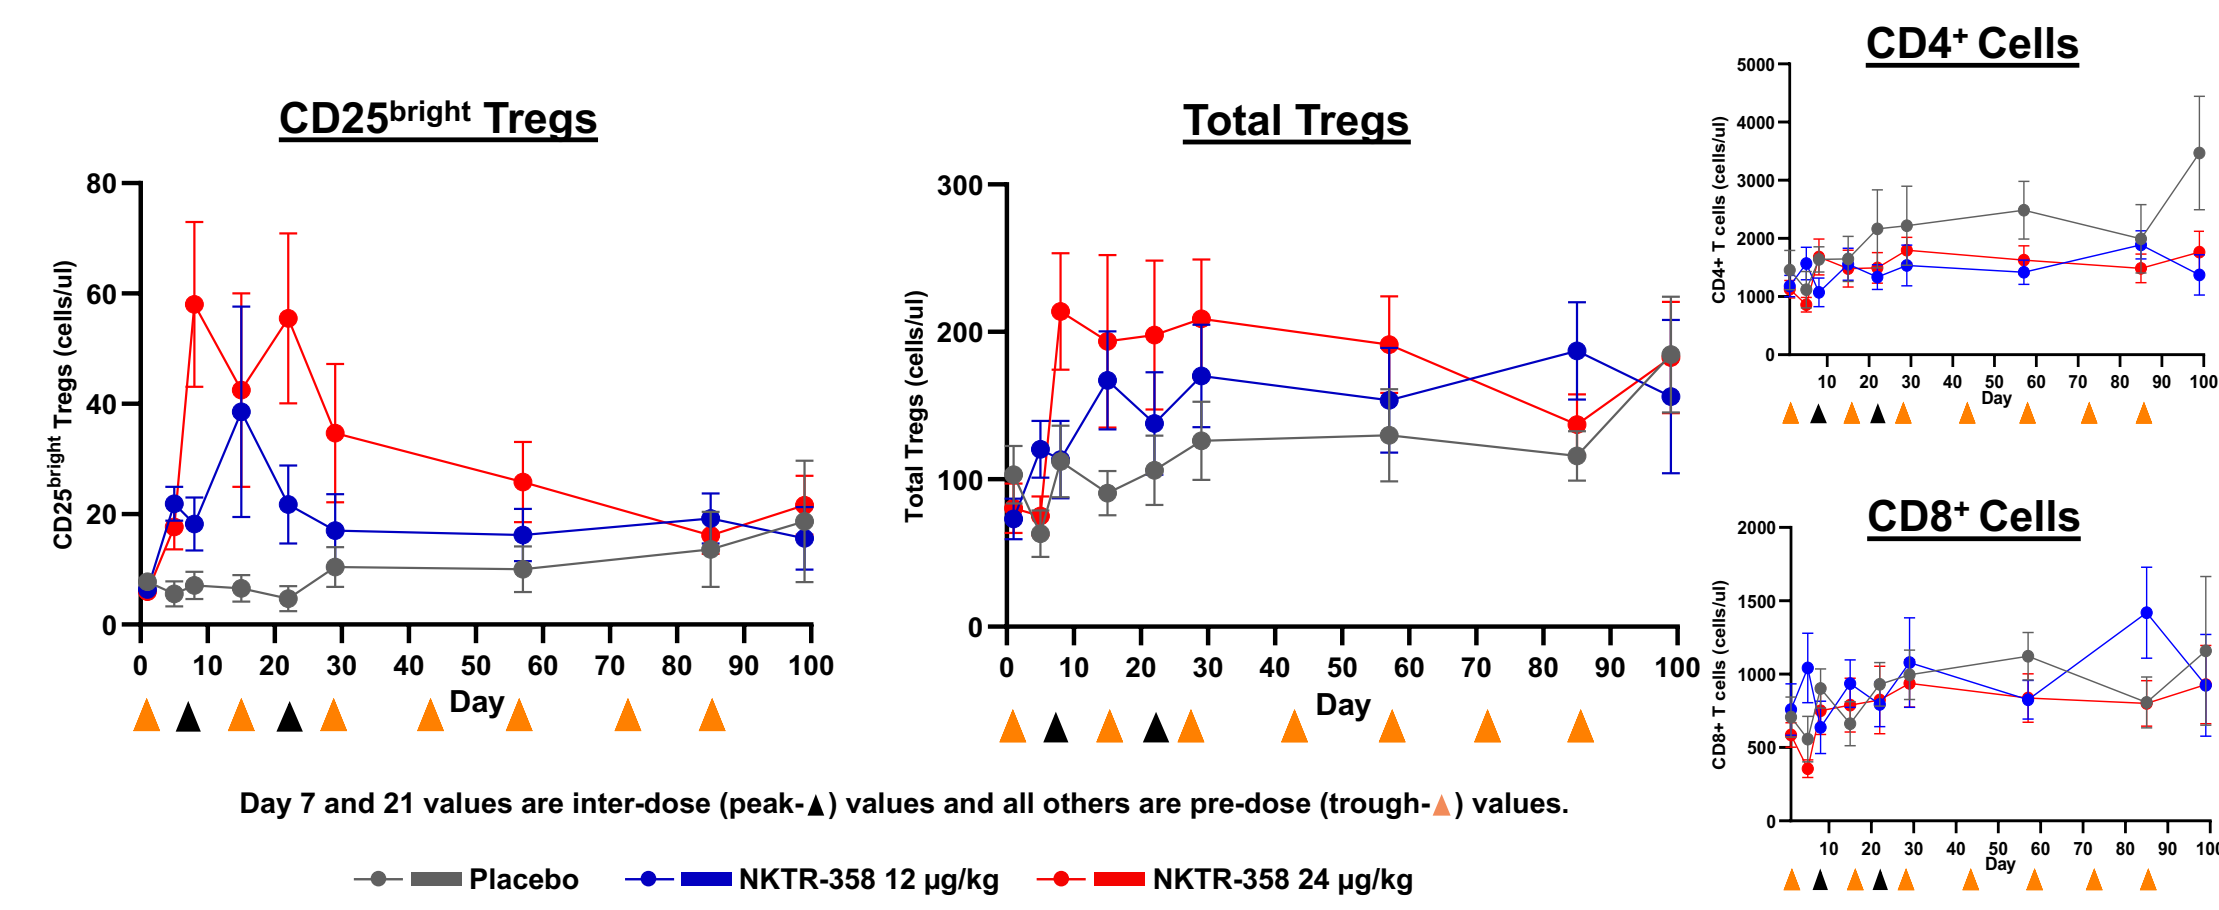 CD25bright Tregs
80
60
40
20
0
CD25bright Tregs (cells/ul)
0 10 20 30 40 50 60 70 80 90 100
Day
Total Tregs
300
200
100
0
Total Tregs (cells/ul)
0 10 20 30 40 50 60 70 80 90 100
Day
CD4+ Cells
5000
4000
3000
2000
1000
0
CD4+ T cells (cells/ul)
10 20 30 40 50 60 70 80 90 100
Day
CD8+ Cells
2000
1500
1000
500
0
CD8+ T cells (cells/ul)
10 20 30 40 50 60 70 80 90 100
Day
Day 7 and 21 values are inter-dose (peak-▲) values and all others are pre-dose (trough-▲) values.
Placebo NKTR-358 12 µg/kg NKTR-358 24 µg/kg